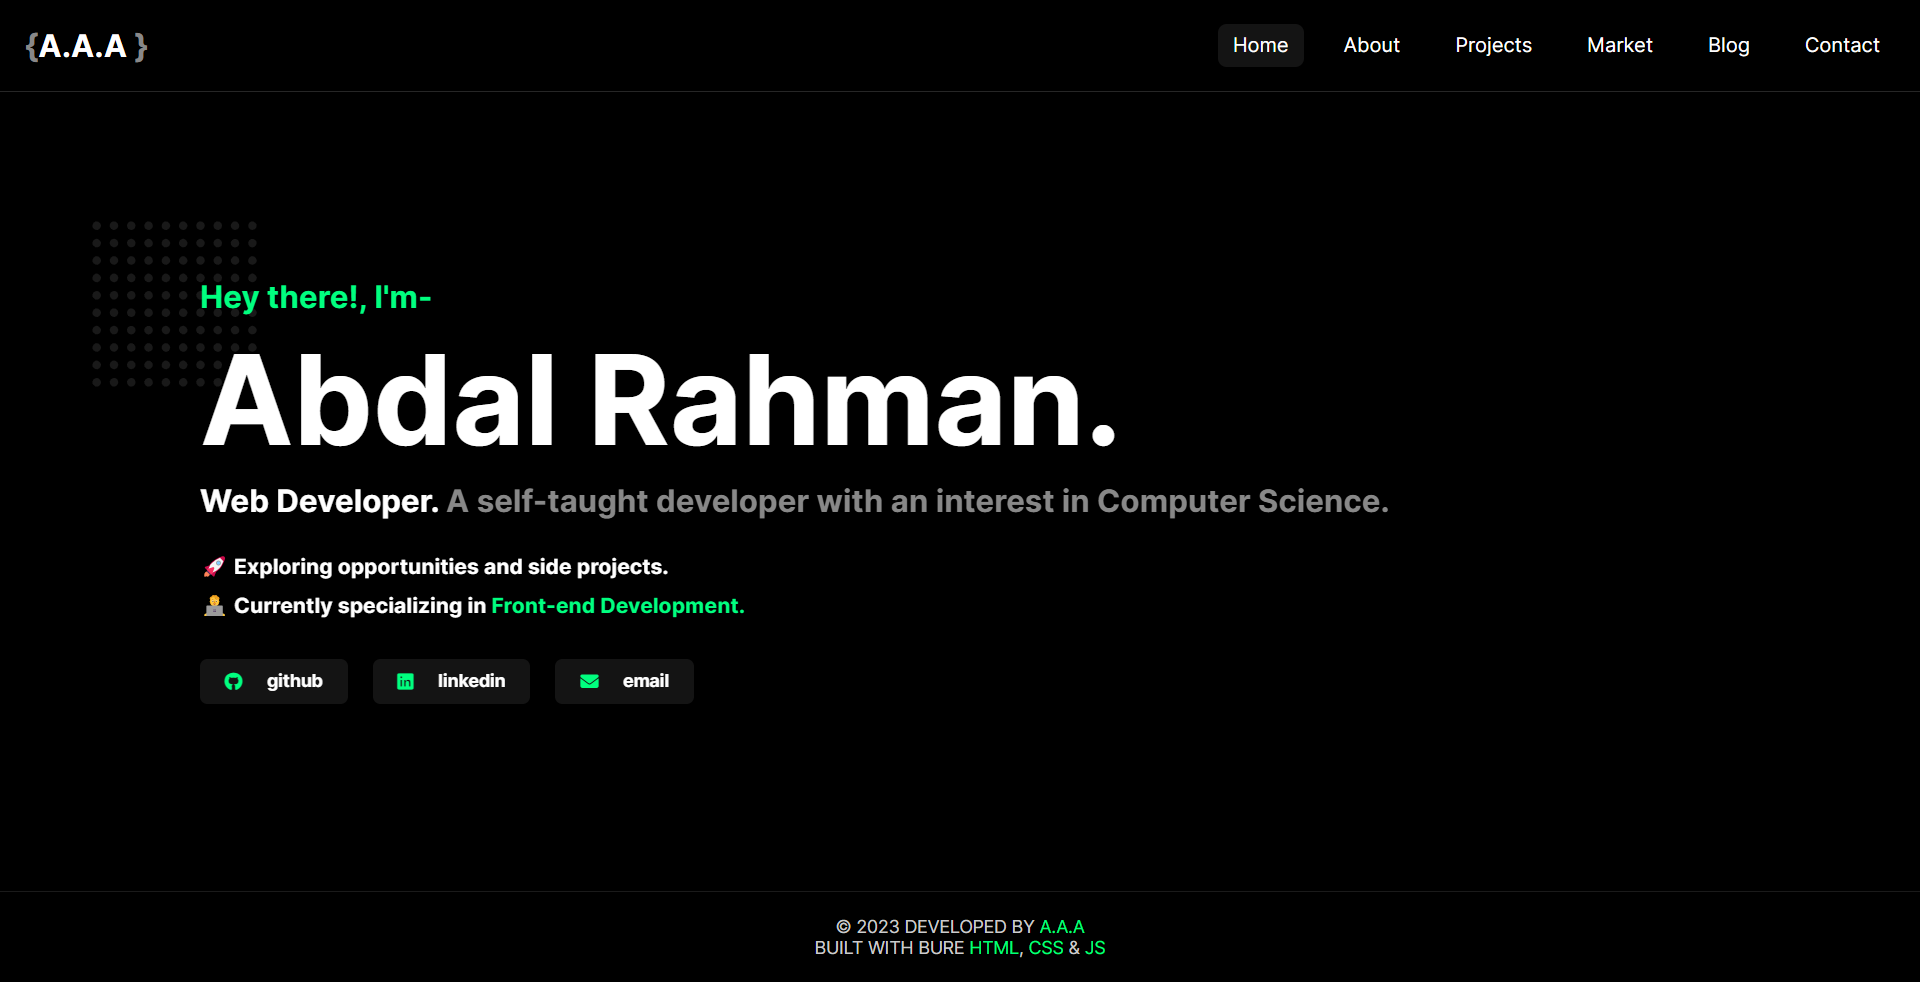 {A.A.A }
Home About Projects Market Blog Contact
Hey there!, I'm-
Abdal Rahman.
Web Developer. A self-taught developer with an interest in Computer Science.
🚀 Exploring opportunities and side projects.
🧑‍💻 Currently specializing in Front-end Development.
github linkedin email
© 2023 DEVELOPED BY A.A.A
BUILT WITH BURE HTML, CSS & JS